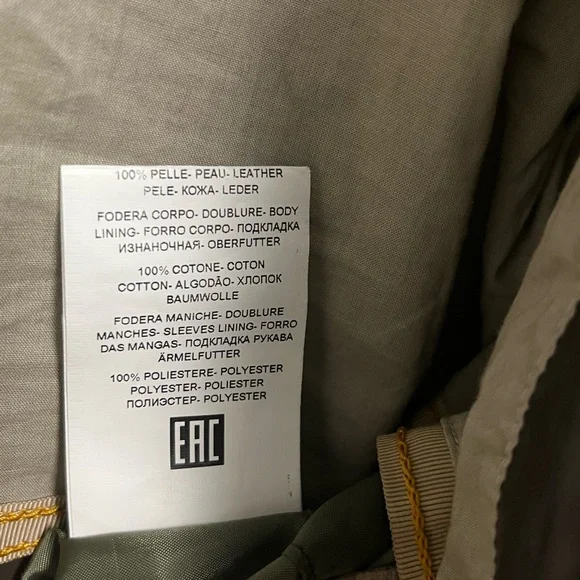 100% PELLE- PEAU- LEATHER
PELE- КОЖА- LEDER
FODERA CORPO- DOUBLURE- BODY
LINING- FORRO CORPO- ПОДКЛАДКА
ИЗНАНОЧНАЯ- OBERFUTTER
100% COTONE- COTON
COTTON- ALGODÃO- ХЛОПОК
BAUMWOLLE
FODERA MANICHE- DOUBLURE
MANCHES- SLEEVES LINING- FORRO
DAS MANGAS- ПОДКЛАДКА РУКАВА
ÄRMELFUTTER
100% POLIESTERE- POLYESTER
POLYESTER- POLIESTER
ПОЛИЭСТЕР- POLYESTER
EAC